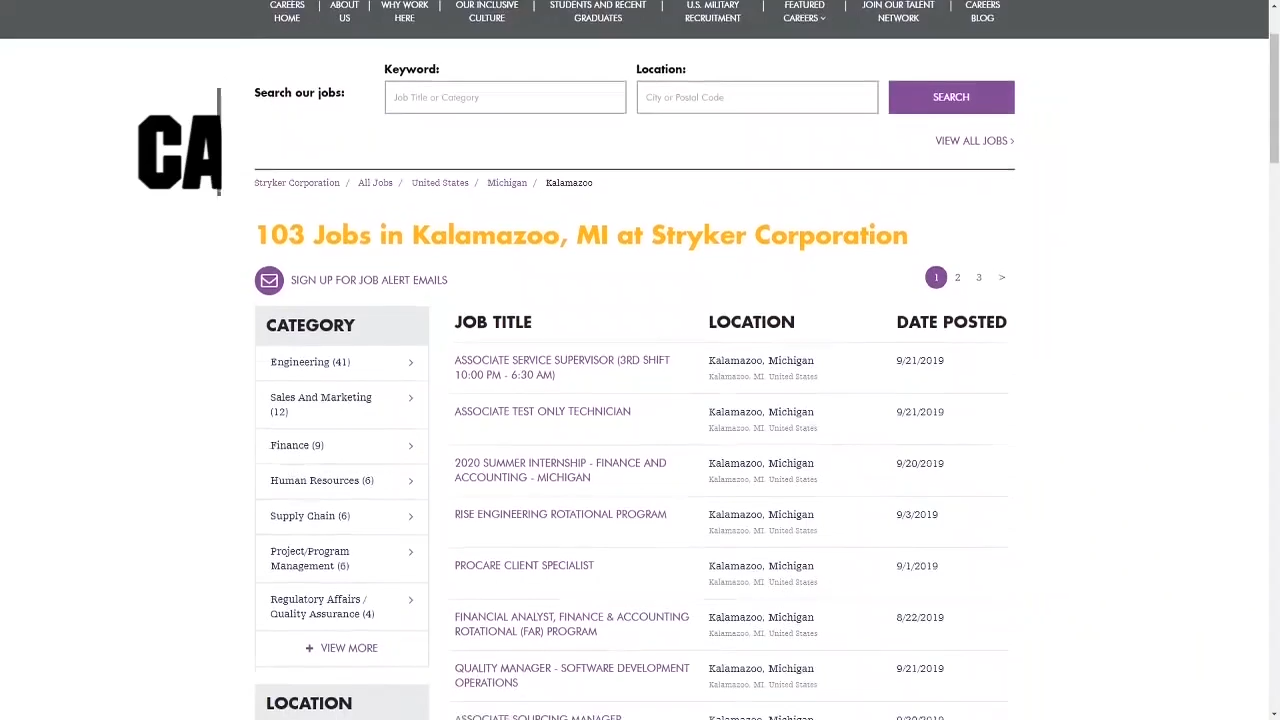 CAREERS HOME
ABOUT US
WHY WORK HERE
OUR INCLUSIVE CULTURE
STUDENTS AND RECENT GRADUATES
U.S. MILITARY RECRUITMENT
FEATURED CAREERS
JOIN OUR TALENT NETWORK
CAREERS BLOG
Keyword:
Location:
Search our jobs:
Job Title or Category
City or Postal Code
SEARCH
VIEW ALL JOBS >
CA
Stryker Corporation / All Jobs / United States / Michigan / Kalamazoo
103 Jobs in Kalamazoo, MI at Stryker Corporation
SIGN UP FOR JOB ALERT EMAILS
1 2 3 >
CATEGORY
Engineering (41)
Sales And Marketing
(12)
Finance (9)
Human Resources (6)
Supply Chain (6)
Project/Program
Management (6)
Regulatory Affairs /
Quality Assurance (4)
+ VIEW MORE
LOCATION
JOB TITLE LOCATION DATE POSTED
ASSOCIATE SERVICE SUPERVISOR (3RD SHIFT
10:00 PM - 6:30 AM)
Kalamazoo, Michigan
Kalamazoo, MI, United States
9/21/2019
ASSOCIATE TEST ONLY TECHNICIAN
Kalamazoo, Michigan
Kalamazoo, MI, United States
9/21/2019
2020 SUMMER INTERNSHIP - FINANCE AND
ACCOUNTING - MICHIGAN
Kalamazoo, Michigan
Kalamazoo, MI, United States
9/20/2019
RISE ENGINEERING ROTATIONAL PROGRAM
Kalamazoo, Michigan
Kalamazoo, MI, United States
9/3/2019
PROCARE CLIENT SPECIALIST
Kalamazoo, Michigan
Kalamazoo, MI, United States
9/1/2019
FINANCIAL ANALYST, FINANCE & ACCOUNTING
ROTATIONAL (FAR) PROGRAM
Kalamazoo, Michigan
Kalamazoo, MI, United States
8/22/2019
QUALITY MANAGER - SOFTWARE DEVELOPMENT
OPERATIONS
Kalamazoo, Michigan
Kalamazoo, MI, United States
9/21/2019
ASSOCIATE SOURCING MANAGER
Kalamazoo, Michigan
9/20/2019